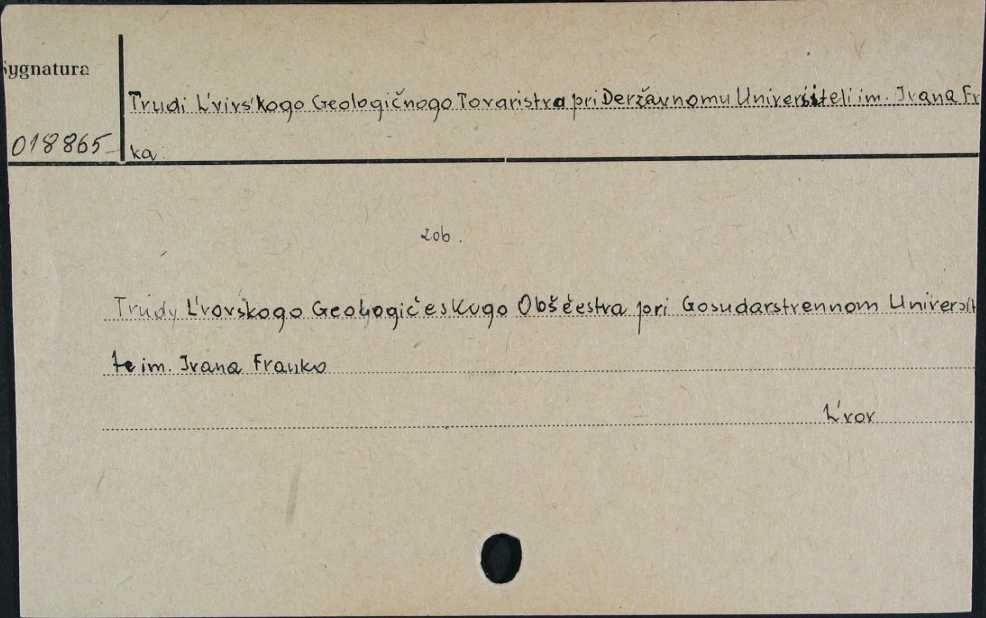 Sygnatura
Trudi L'vivs'kogo Geologičnogo Tovaristva pri Deržavnomu Universiteli im. Ivana Fr
018865
ka
zob.
Trudy L'vovskogo Geologičeskogo Obščestva pri Gosudarstvennom Universit
te im. Ivana Franko
L'vov